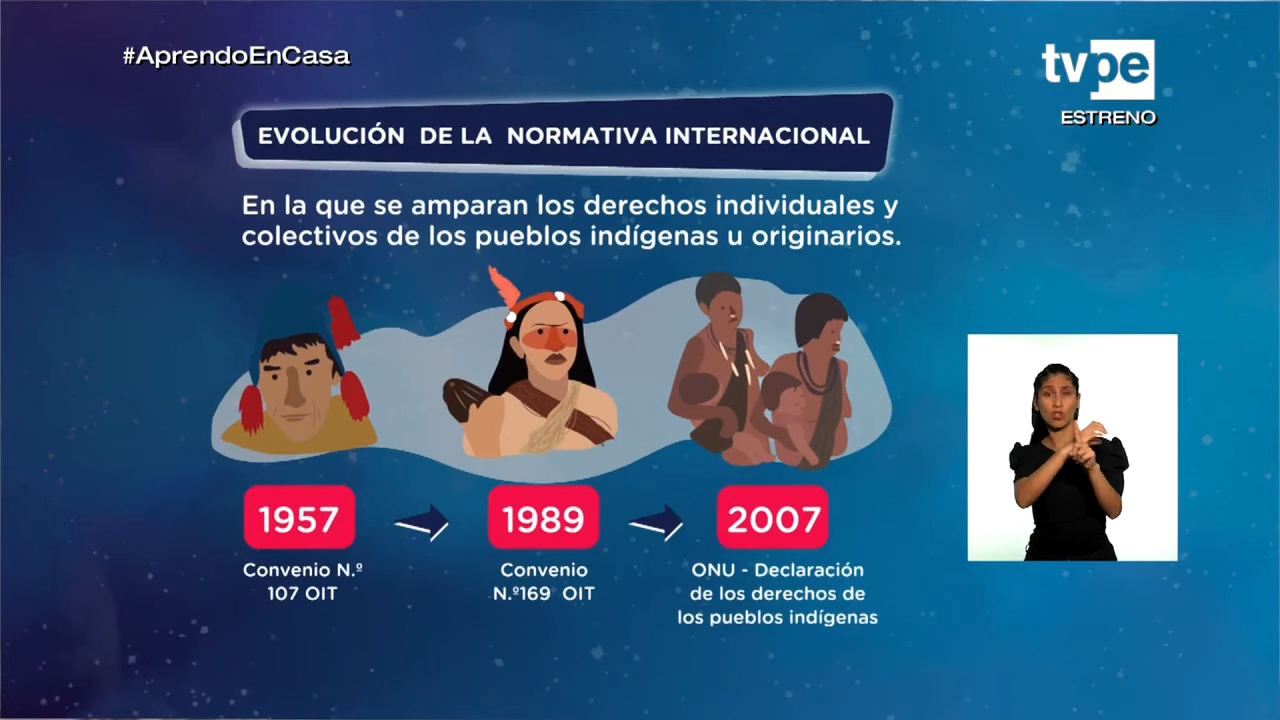 #AprendoEnCasa
tvpe
ESTRENO
EVOLUCIÓN DE LA NORMATIVA INTERNACIONAL
En la que se amparan los derechos individuales y
colectivos de los pueblos indígenas u originarios.
1957
1989
2007
Convenio N.º
107 OIT
Convenio
N.º169 OIT
ONU - Declaración
de los derechos de
los pueblos indígenas